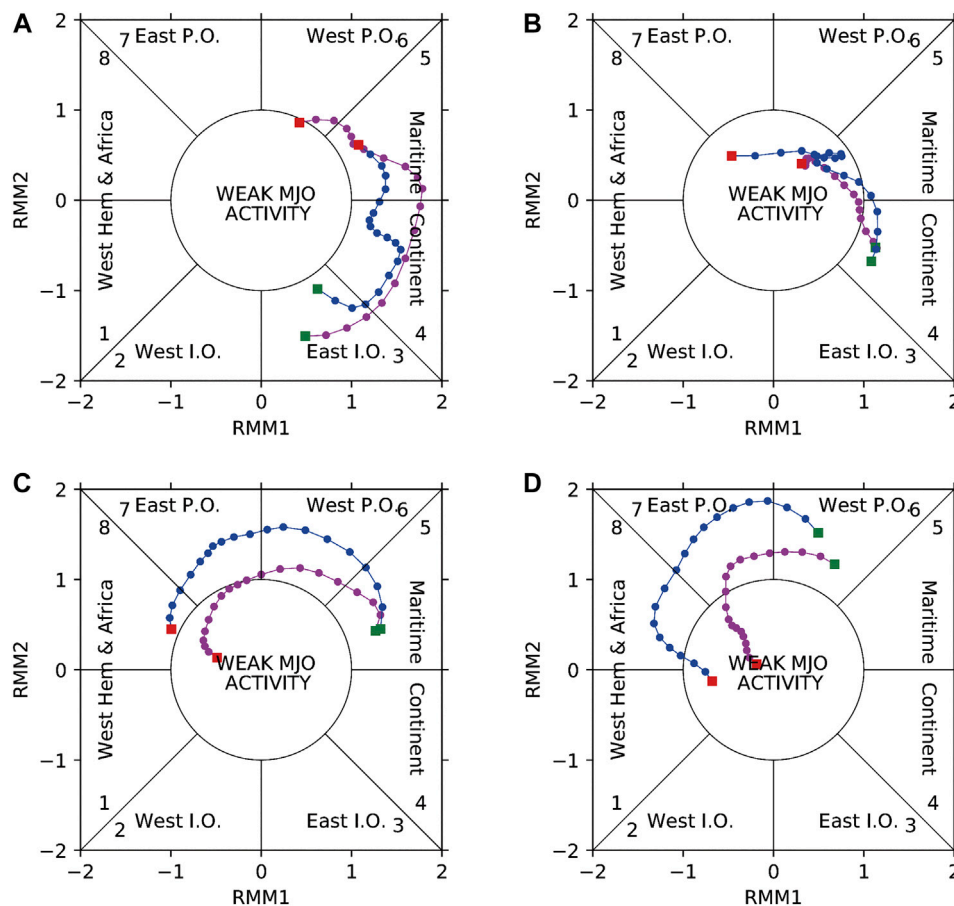 A
2
1
0
−1
−2
RMM2
7 East P.O.
West P.O. 6
8
5
West Hem & Africa
Maritime
Continent
WEAK MJO
ACTIVITY
1
4
2 West I.O.
East I.O. 3
−2
−1
0
1
2
RMM1
B
2
1
0
−1
−2
RMM2
7 East P.O.
West P.O. 6
8
5
West Hem & Africa
Maritime
Continent
WEAK MJO
ACTIVITY
1
4
2 West I.O.
East I.O. 3
−2
−1
0
1
2
RMM1
C
2
1
0
−1
−2
RMM2
7 East P.O.
West P.O. 6
8
5
West Hem & Africa
Maritime
Continent
WEAK MJO
ACTIVITY
1
4
2 West I.O.
East I.O. 3
−2
−1
0
1
2
RMM1
D
2
1
0
−1
−2
RMM2
7 East P.O.
West P.O. 6
8
5
West Hem & Africa
Maritime
Continent
WEAK MJO
ACTIVITY
1
4
2 West I.O.
East I.O. 3
−2
−1
0
1
2
RMM1